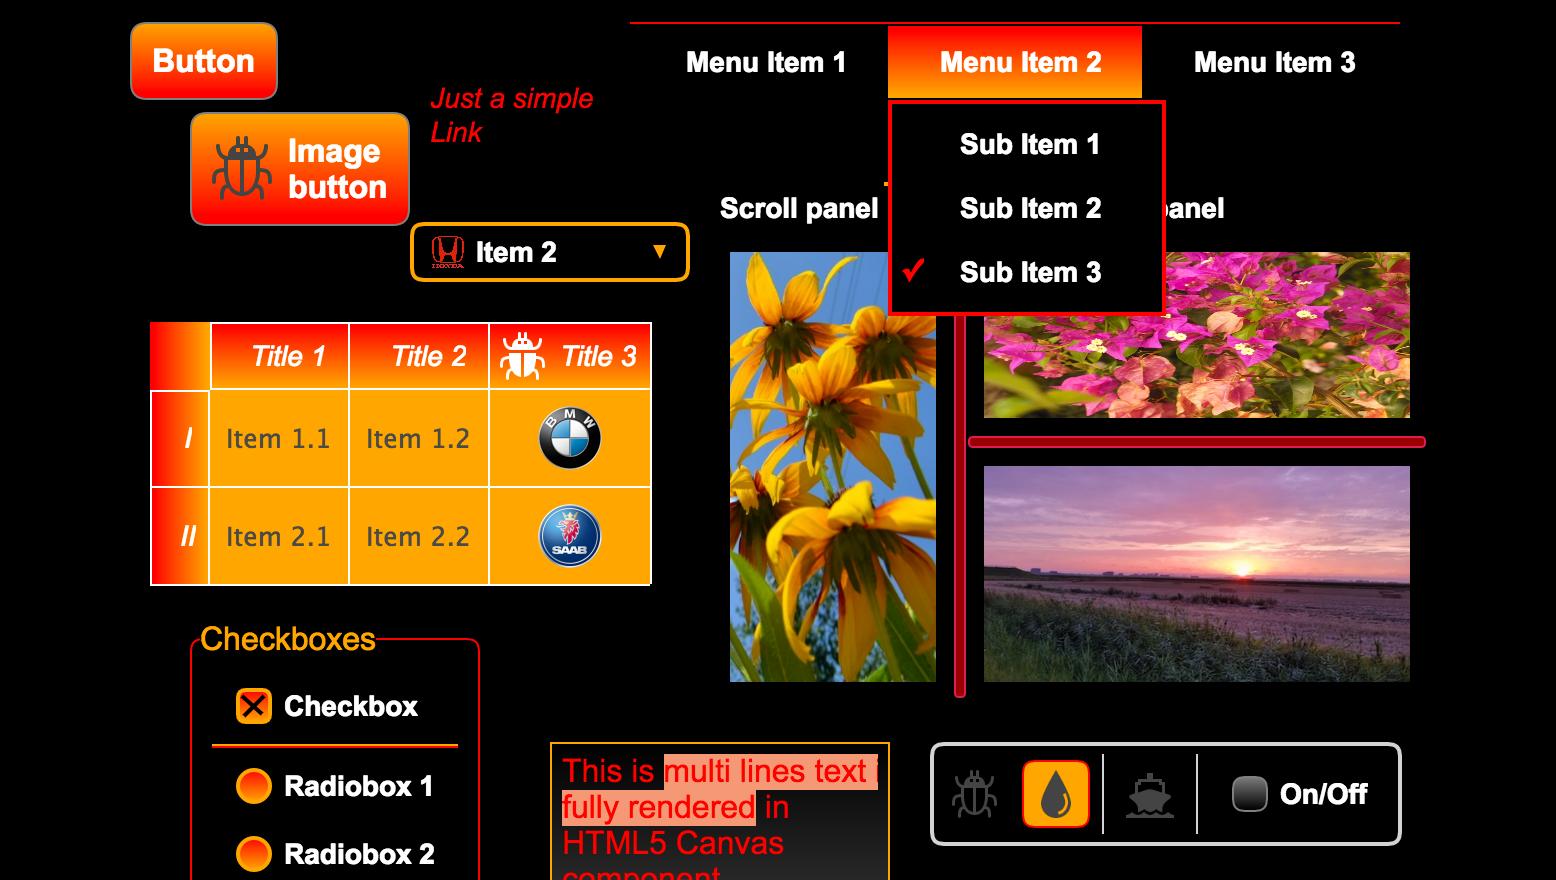 Button
Menu Item 1
Menu Item 2
Menu Item 3
Just a simple
Link
Image
button
Sub Item 1
Sub Item 2
Sub Item 3
Scroll panel
panel
HONDA
Item 2
Title 1
Title 2
Title 3
I
Item 1.1
Item 1.2
BMW
II
Item 2.1
Item 2.2
SAAB
Checkboxes
Checkbox
Radiobox 1
Radiobox 2
This is multi lines text
fully rendered in
HTML5 Canvas
component
On/Off